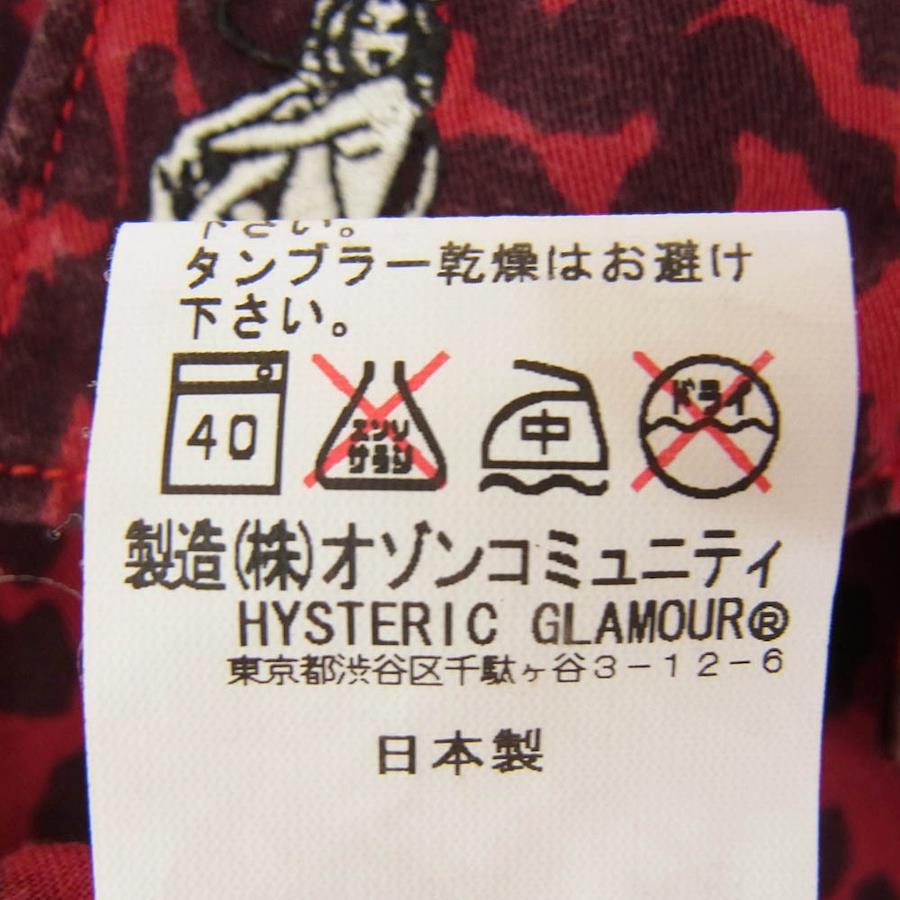 下さい。
タンブラー乾燥はお避け
下さい。
40
エンソ
サラシ
中
ドライ
製造(株)オゾンコミュニティ
HYSTERIC GLAMOUR®
東京都渋谷区千駄ヶ谷3-12-6
日本製